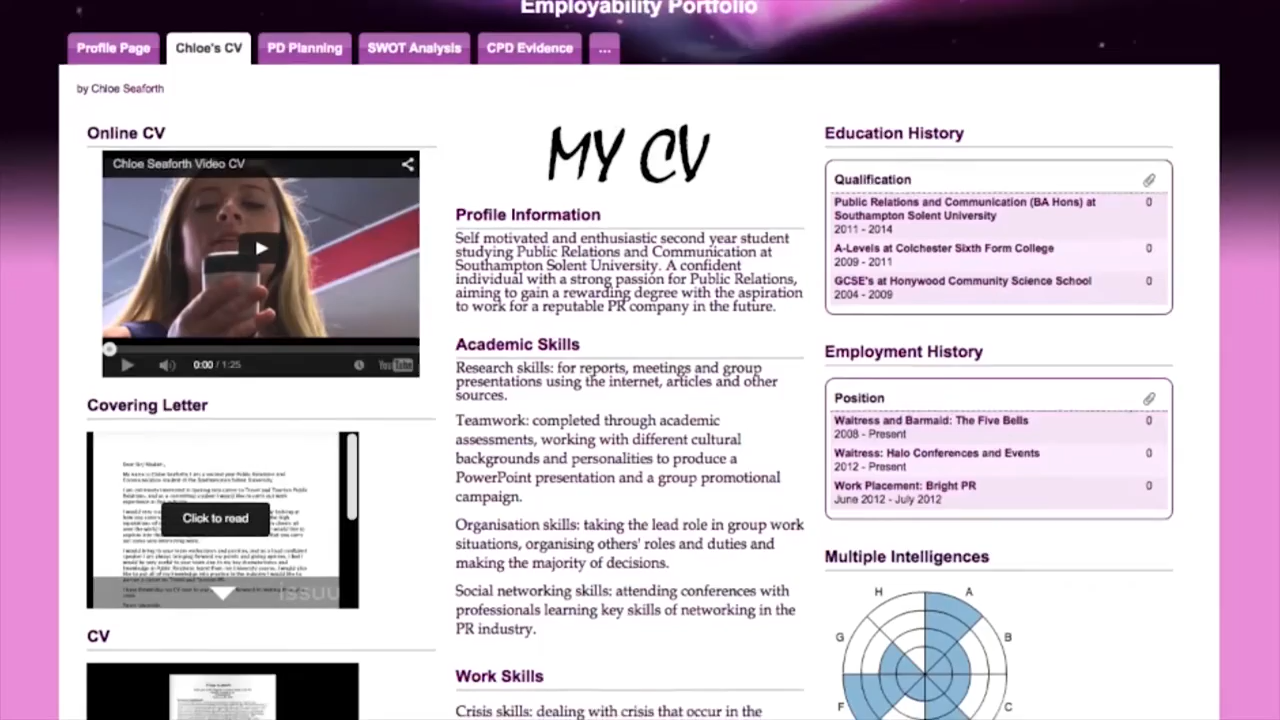 Employability Portfolio
Profile Page
Chloe's CV
PD Planning
SWOT Analysis
CPD Evidence
...
by Chloe Seaforth
Online CV
Chloe Seaforth Video CV
0:00 / 1:25
YouTube
Covering Letter
Click to read
issuu
CV
MY CV
Profile Information
Self motivated and enthusiastic second year student
studying Public Relations and Communication at
Southampton Solent University. A confident
individual with a strong passion for Public Relations,
aiming to gain a rewarding degree with the aspiration
to work for a reputable PR company in the future.
Academic Skills
Research skills: for reports, meetings and group
presentations using the internet, articles and other
sources.
Teamwork: completed through academic
assessments, working with different cultural
backgrounds and personalities to produce a
PowerPoint presentation and a group promotional
campaign.
Organisation skills: taking the lead role in group work
situations, organising others' roles and duties and
making the majority of decisions.
Social networking skills: attending conferences with
professionals learning key skills of networking in the
PR industry.
Work Skills
Crisis skills: dealing with crisis that occur in the
Education History
Qualification
Public Relations and Communication (BA Hons) at 0
Southampton Solent University
2011 - 2014
A-Levels at Colchester Sixth Form College 0
2009 - 2011
GCSE's at Honywood Community Science School 0
2004 - 2009
Employment History
Position
Waitress and Barmaid: The Five Bells 0
2008 - Present
Waitress: Halo Conferences and Events 0
2012 - Present
Work Placement: Bright PR 0
June 2012 - July 2012
Multiple Intelligences
H A
G B
F C